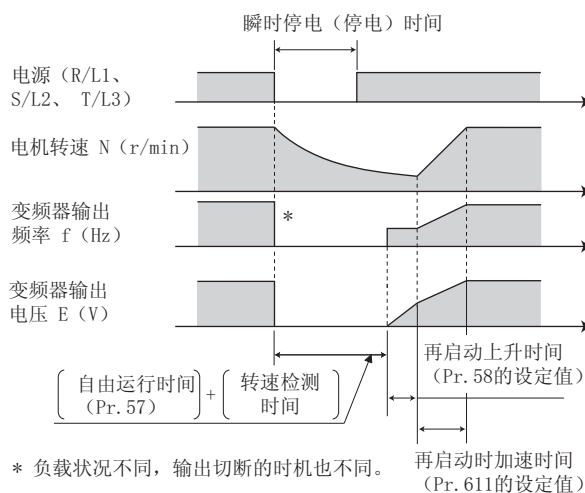 瞬时停电（停电）时间
电源（R/L1、
S/L2、 T/L3）
电机转速 N（r/min）
变频器输出
频率 f（Hz）
*
变频器输出
电压 E（V）
自由运行时间
（Pr.57）
+
转速检测
时间
再启动上升时间
（Pr.58的设定值）
* 负载状况不同，输出切断的时机也不同。
再启动时加速时间
（Pr.611的设定值）